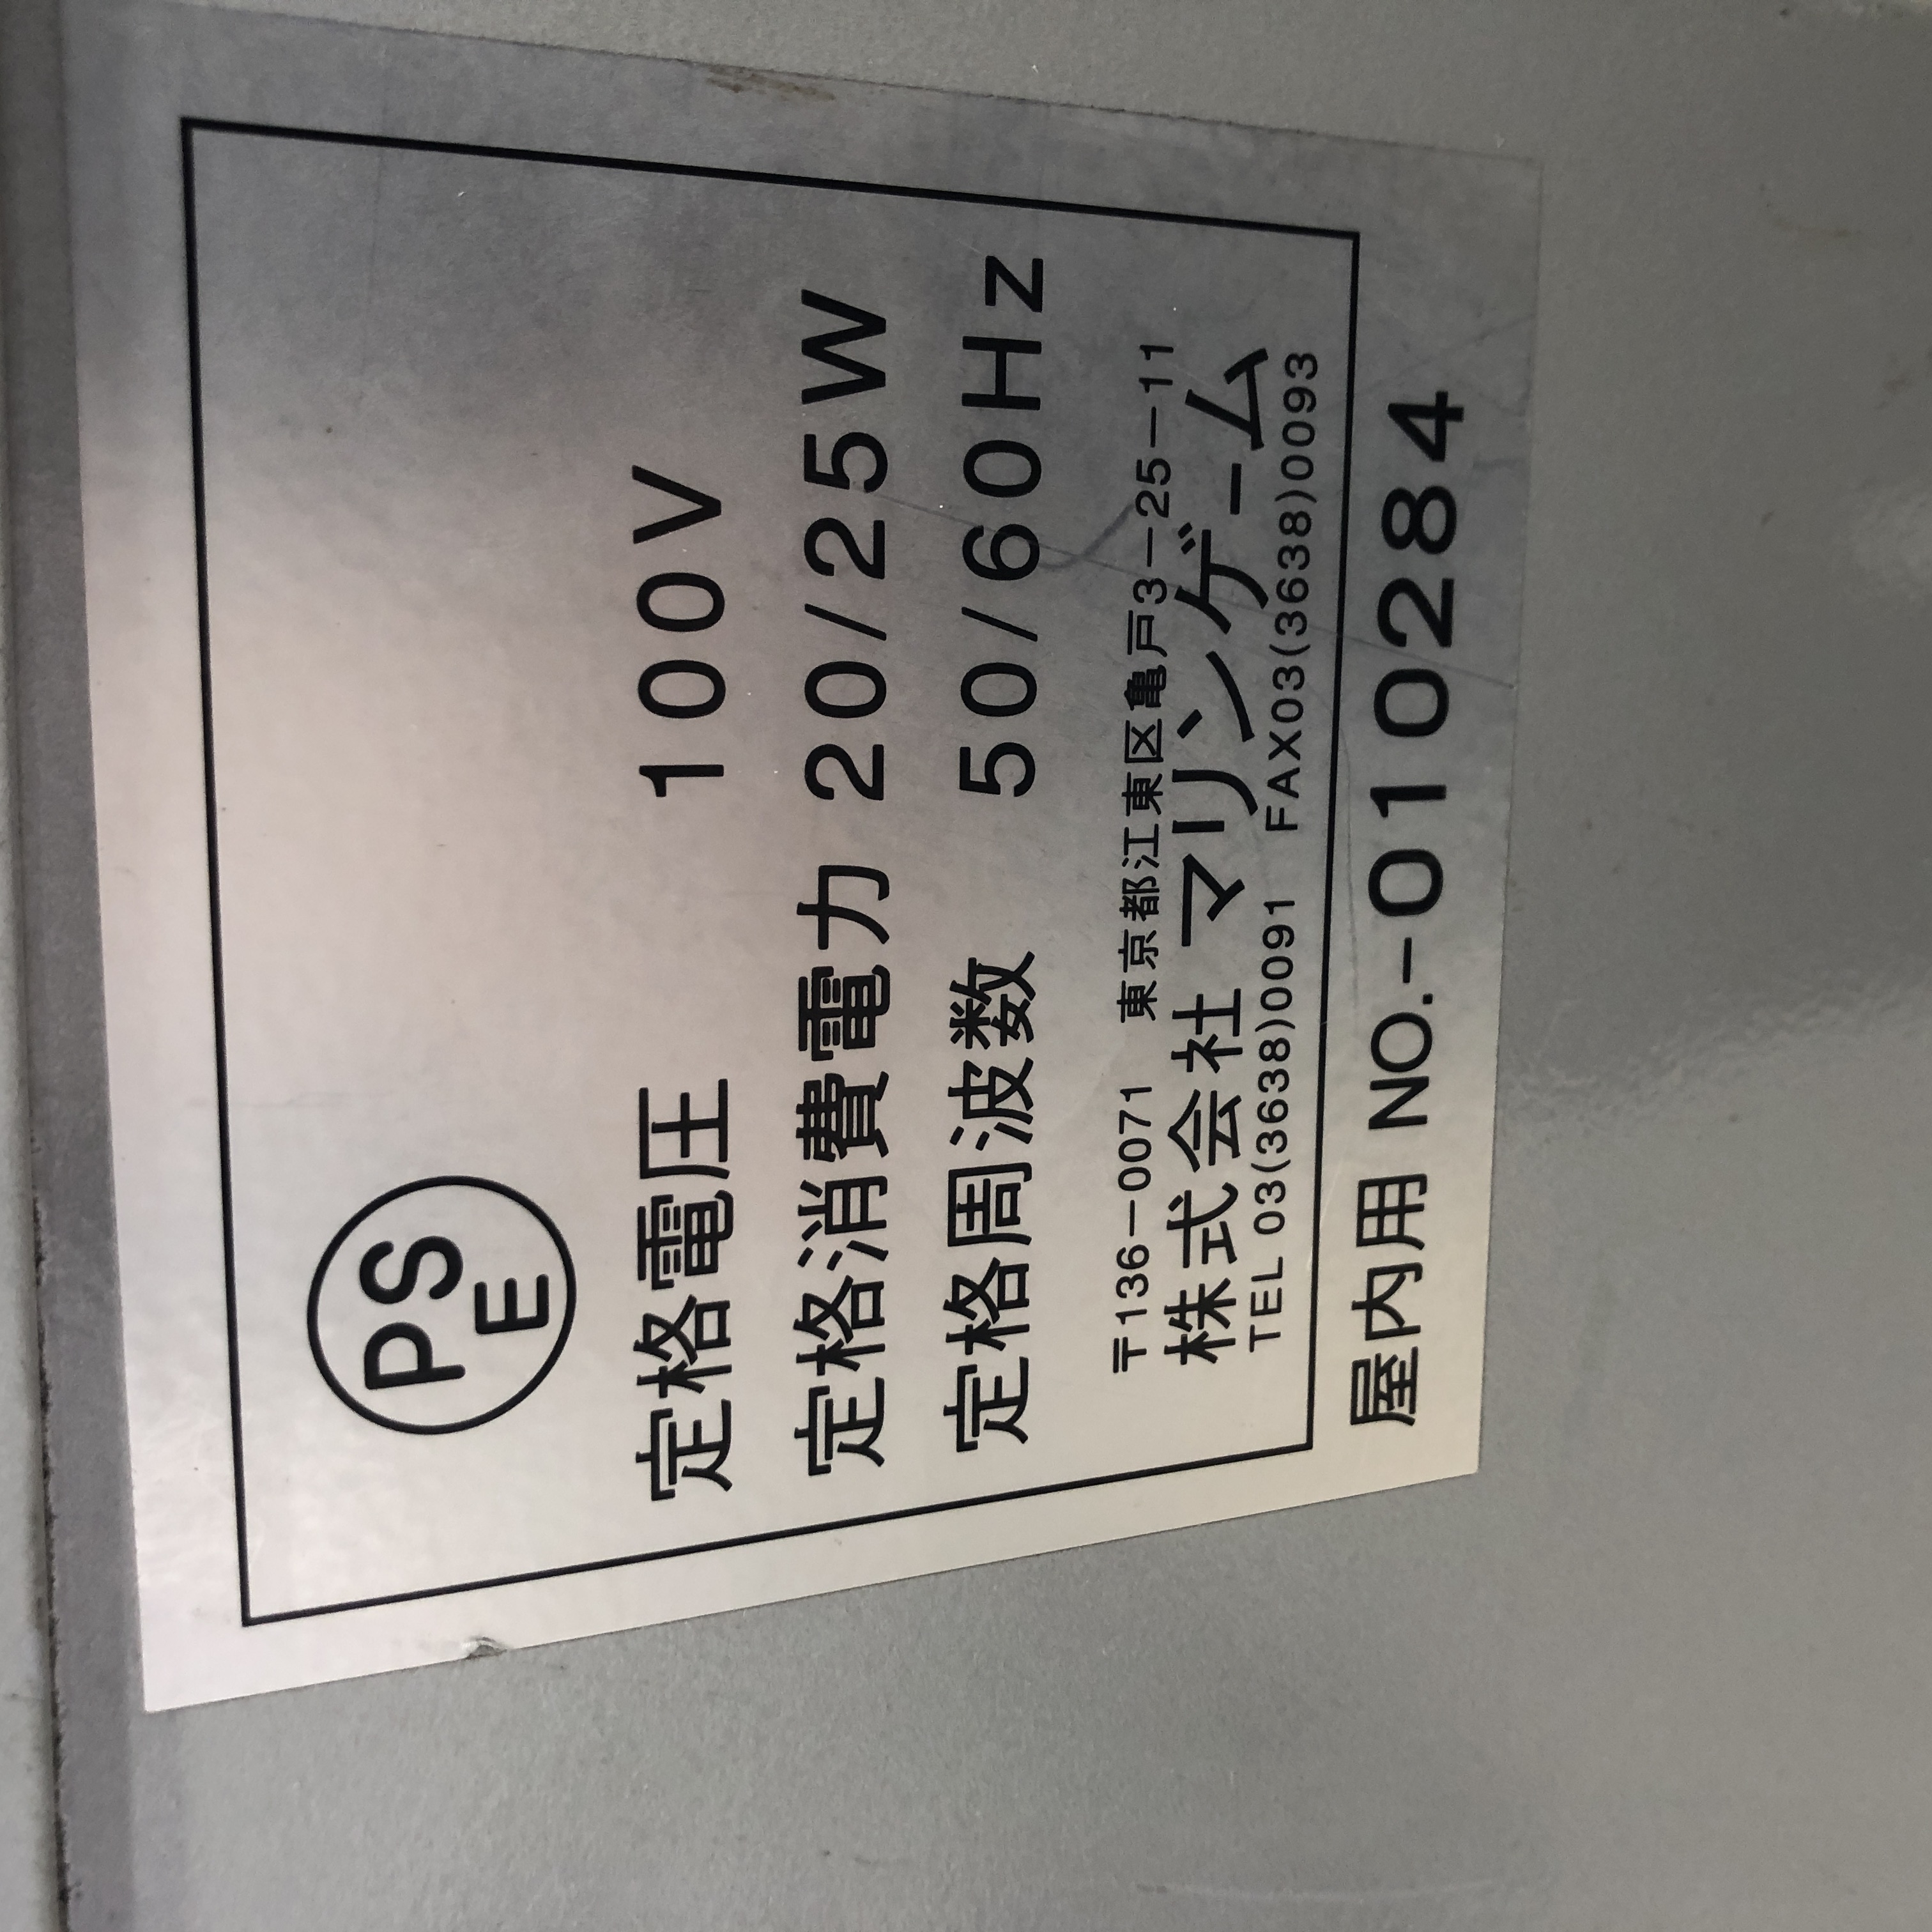 PS
E
定格電圧 100V
定格消費電力 20/25W
定格周波数 50/60Hz
〒136-0071 東京都江東区亀戸3-25-11
株式会社 マリンゲーム
TEL 03(3638)0091 FAX03(3638)0093
屋内用 NO.-010284